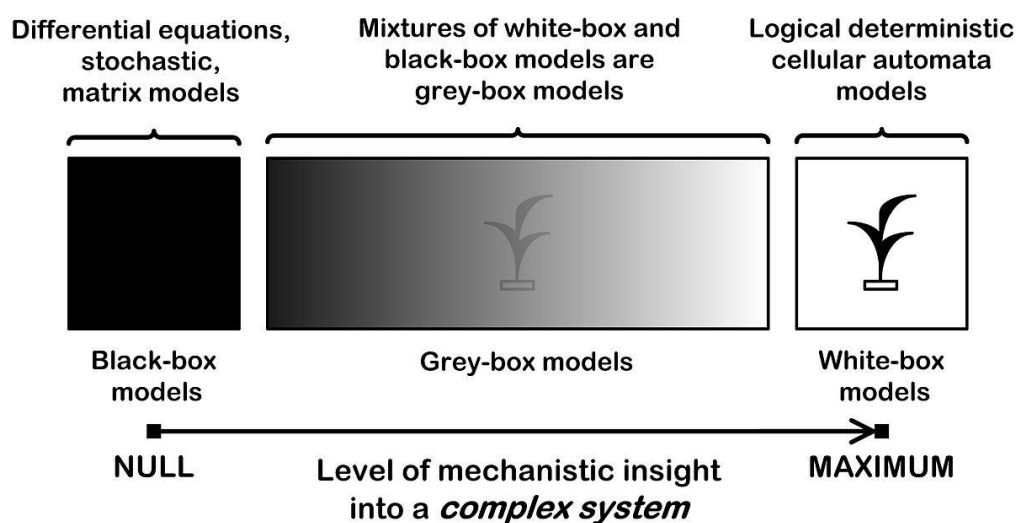 Differential equations,
stochastic,
matrix models
Mixtures of white-box and
black-box models are
grey-box models
Logical deterministic
cellular automata
models
Black-box
models
Grey-box models
White-box
models
NULL
Level of mechanistic insight
into a complex system
MAXIMUM